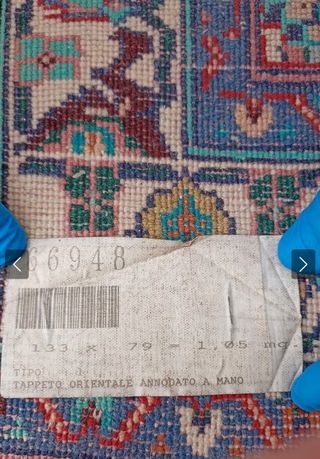 66948
133 x 79 = 1,05 mq.
TIPO
TAPPETO ORIENTALE ANNODATO A MANO